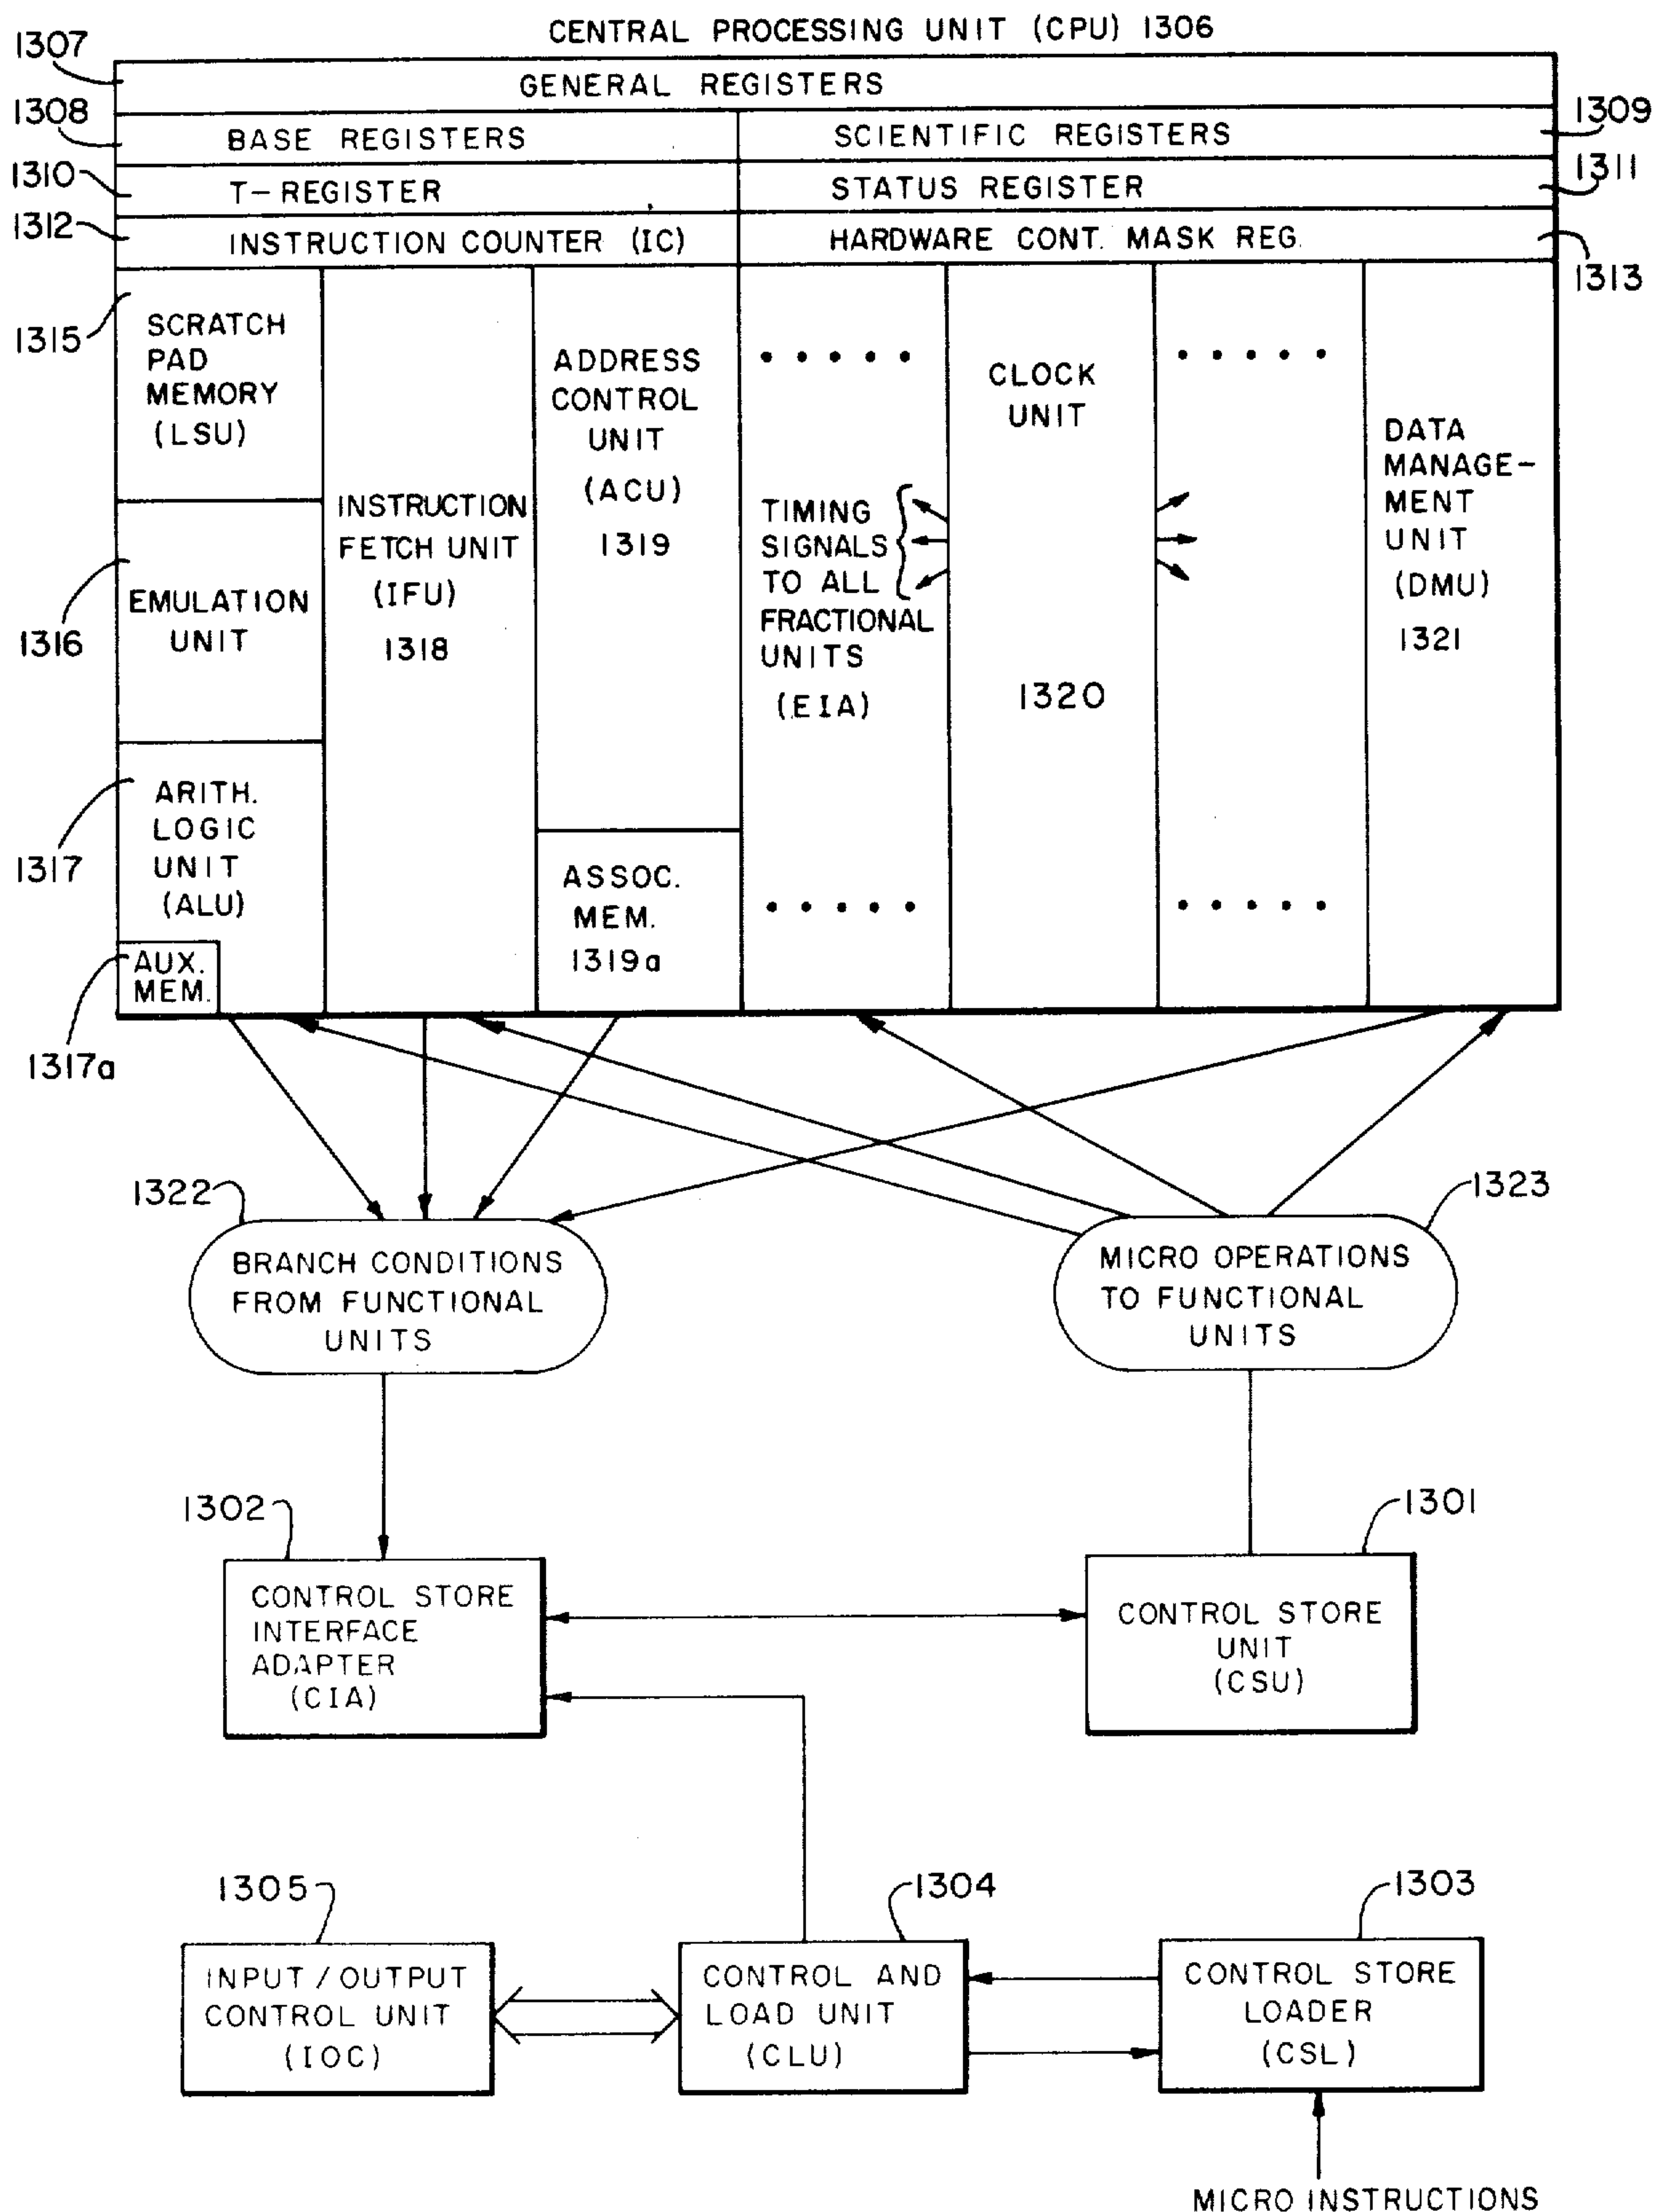 CENTRAL PROCESSING UNIT (CPU) 1306
1307
GENERAL REGISTERS
1308
BASE REGISTERS
SCIENTIFIC REGISTERS
1309
1310
T-REGISTER
STATUS REGISTER
1311
1312
INSTRUCTION COUNTER (IC)
HARDWARE CONT. MASK REG.
1313
1315
SCRATCH
PAD
MEMORY
(LSU)
1316
EMULATION
UNIT
1317
ARITH.
LOGIC
UNIT
(ALU)
AUX.
MEM.
1317a
INSTRUCTION
FETCH UNIT
(IFU)
1318
ADDRESS
CONTROL
UNIT
(ACU)
1319
ASSOC.
MEM.
1319a
• • • • •
TIMING
SIGNALS
TO ALL
FRACTIONAL
UNITS
(EIA)
• • • • •
CLOCK
UNIT
1320
• • • • •
• • • • •
DATA
MANAGE-
MENT
UNIT
(DMU)
1321
1322
BRANCH CONDITIONS
FROM FUNCTIONAL
UNITS
1323
MICRO OPERATIONS
TO FUNCTIONAL
UNITS
1302
CONTROL STORE
INTERFACE
ADAPTER
(CIA)
1301
CONTROL STORE
UNIT
(CSU)
1305
INPUT/OUTPUT
CONTROL UNIT
(IOC)
1304
CONTROL AND
LOAD UNIT
(CLU)
1303
CONTROL STORE
LOADER
(CSL)
MICRO INSTRUCTIONS